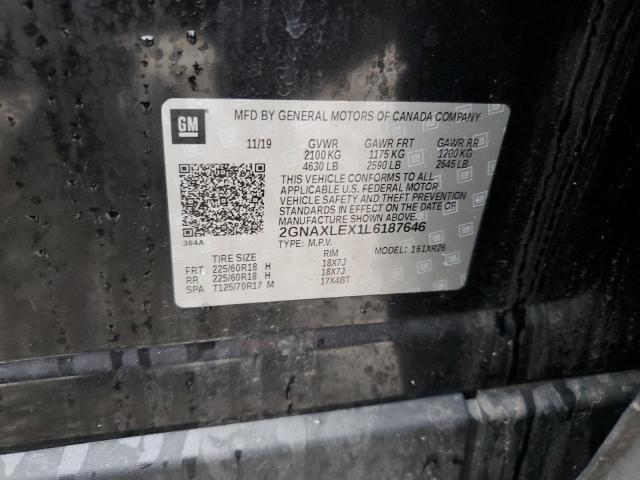 GM
MFD BY GENERAL MOTORS OF CANADA COMPANY
11/19 GVWR GAWR FRT GAWR RR
2100 KG 1175 KG 1200 KG
4630 LB 2590 LB 2645 LB
THIS VEHICLE CONFORMS TO ALL
APPLICABLE U.S. FEDERAL MOTOR
VEHICLE SAFETY AND THEFT PREVENTION
STANDARDS IN EFFECT ON THE DATE OF
MANUFACTURE SHOWN ABOVE.
384A
2GNAXLEX1L6187646
TYPE: M.P.V. MODEL: 161XR26
TIRE SIZE RIM
FRT 225/60R18 H 18X7J
RR 225/60R18 H 18X7J
SPA T125/70R17 M 17X4BT